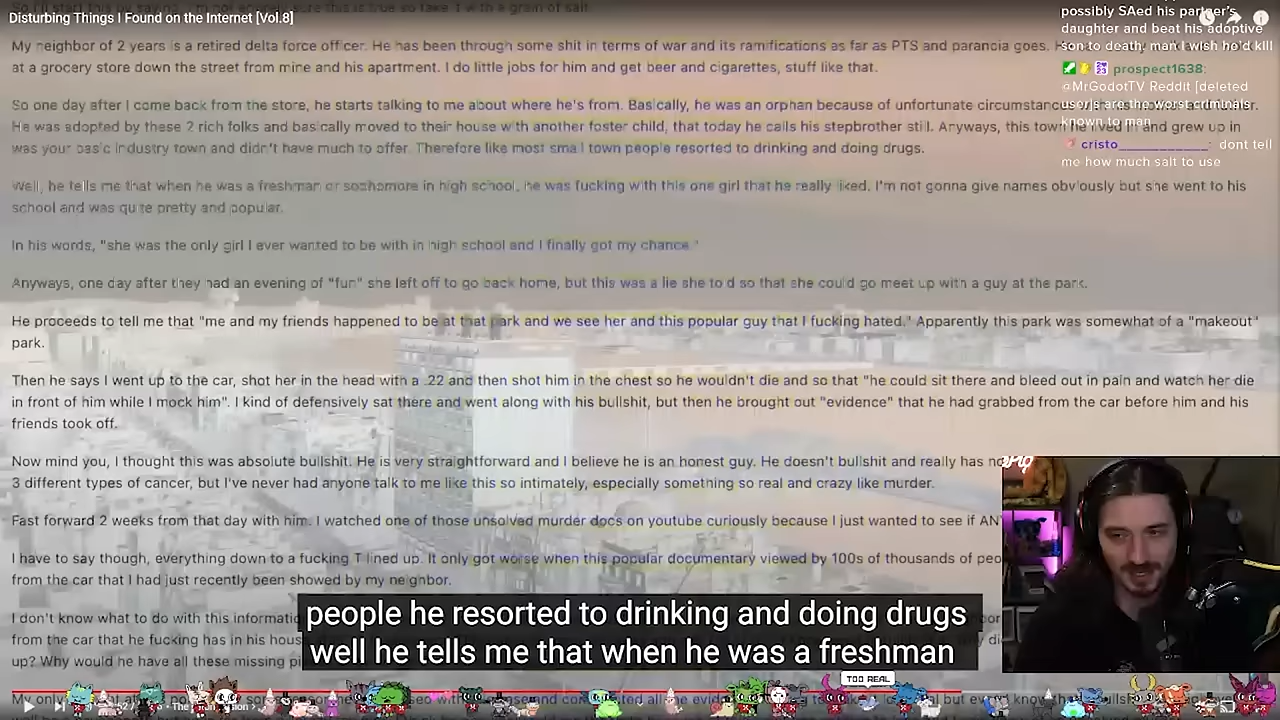 Disturbing Things I Found on the Internet [Vol.8]
My neighbor of 2 years is a retired delta force officer. He has been through some shit in terms of war and its ramifications as far as PTS and paranoia goes.
at a grocery store down the street from mine and his apartment. I do little jobs for him and get beer and cigarettes, stuff like that.
So one day after I come back from the store, he starts talking to me about where he's from. Basically, he was an orphan because of unfortunate
He was adopted by these 2 rich folks and basically moved to their house with another foster child, that today he calls his stepbrother still. Anyways, this town he lived in and grew up in
was your basic industry town and didn't have much to offer. Therefore like most small town people resorted to drinking and doing drugs.
Well, he tells me that when he was a freshman or sophomore in high school, he was fucking with this one girl that he really liked. I'm not gonna give names obviously but she went to his
school and was quite pretty and popular.
In his words, "she was the only girl I ever wanted to be with in high school and I finally got my chance."
Anyways, one day after they had an evening of "fun" she left off to go back home, but this was a lie she told so that she could go meet up with a guy at the park.
He proceeds to tell me that "me and my friends happened to be at that park and we see her and this popular guy that I fucking hated." Apparently this park was somewhat of a "makeout"
park.
Then he says I went up to the car, shot her in the head with a .22 and then shot him in the chest so he wouldn't die and so that "he could sit there and bleed out in pain and watch her die
in front of him while I mock him". I kind of defensively sat there and went along with his bullshit, but then he brought out "evidence" that he had grabbed from the car before him and his
friends took off.
Now mind you, I thought this was absolute bullshit. He is very straightforward and I believe he is an honest guy. He doesn't bullshit and really has
3 different types of cancer, but I've never had anyone talk to me like this so intimately, especially something so real and crazy like murder.
Fast forward 2 weeks from that day with him. I watched one of those unsolved murder docs on youtube curiously because I just wanted to see if
I have to say though, everything down to a fucking T lined up. It only got worse when this popular documentary viewed by 100s of thousands of
from the car that I had just recently been showed by my neighbor.
I don't know what to do with this
from the car that he fucking has in his
up? Why would he have all these missing
people he resorted to drinking and doing drugs
well he tells me that when he was a freshman
possibly SAed his partner's
daughter and beat his adoptive
son to death, man I wish he'd kill
prospect1638:
@MrGodotTV Reddit [deleted
user]s are the worst criminals
known to man
cristo__________: dont tell
me how much salt to use
TOO REAL